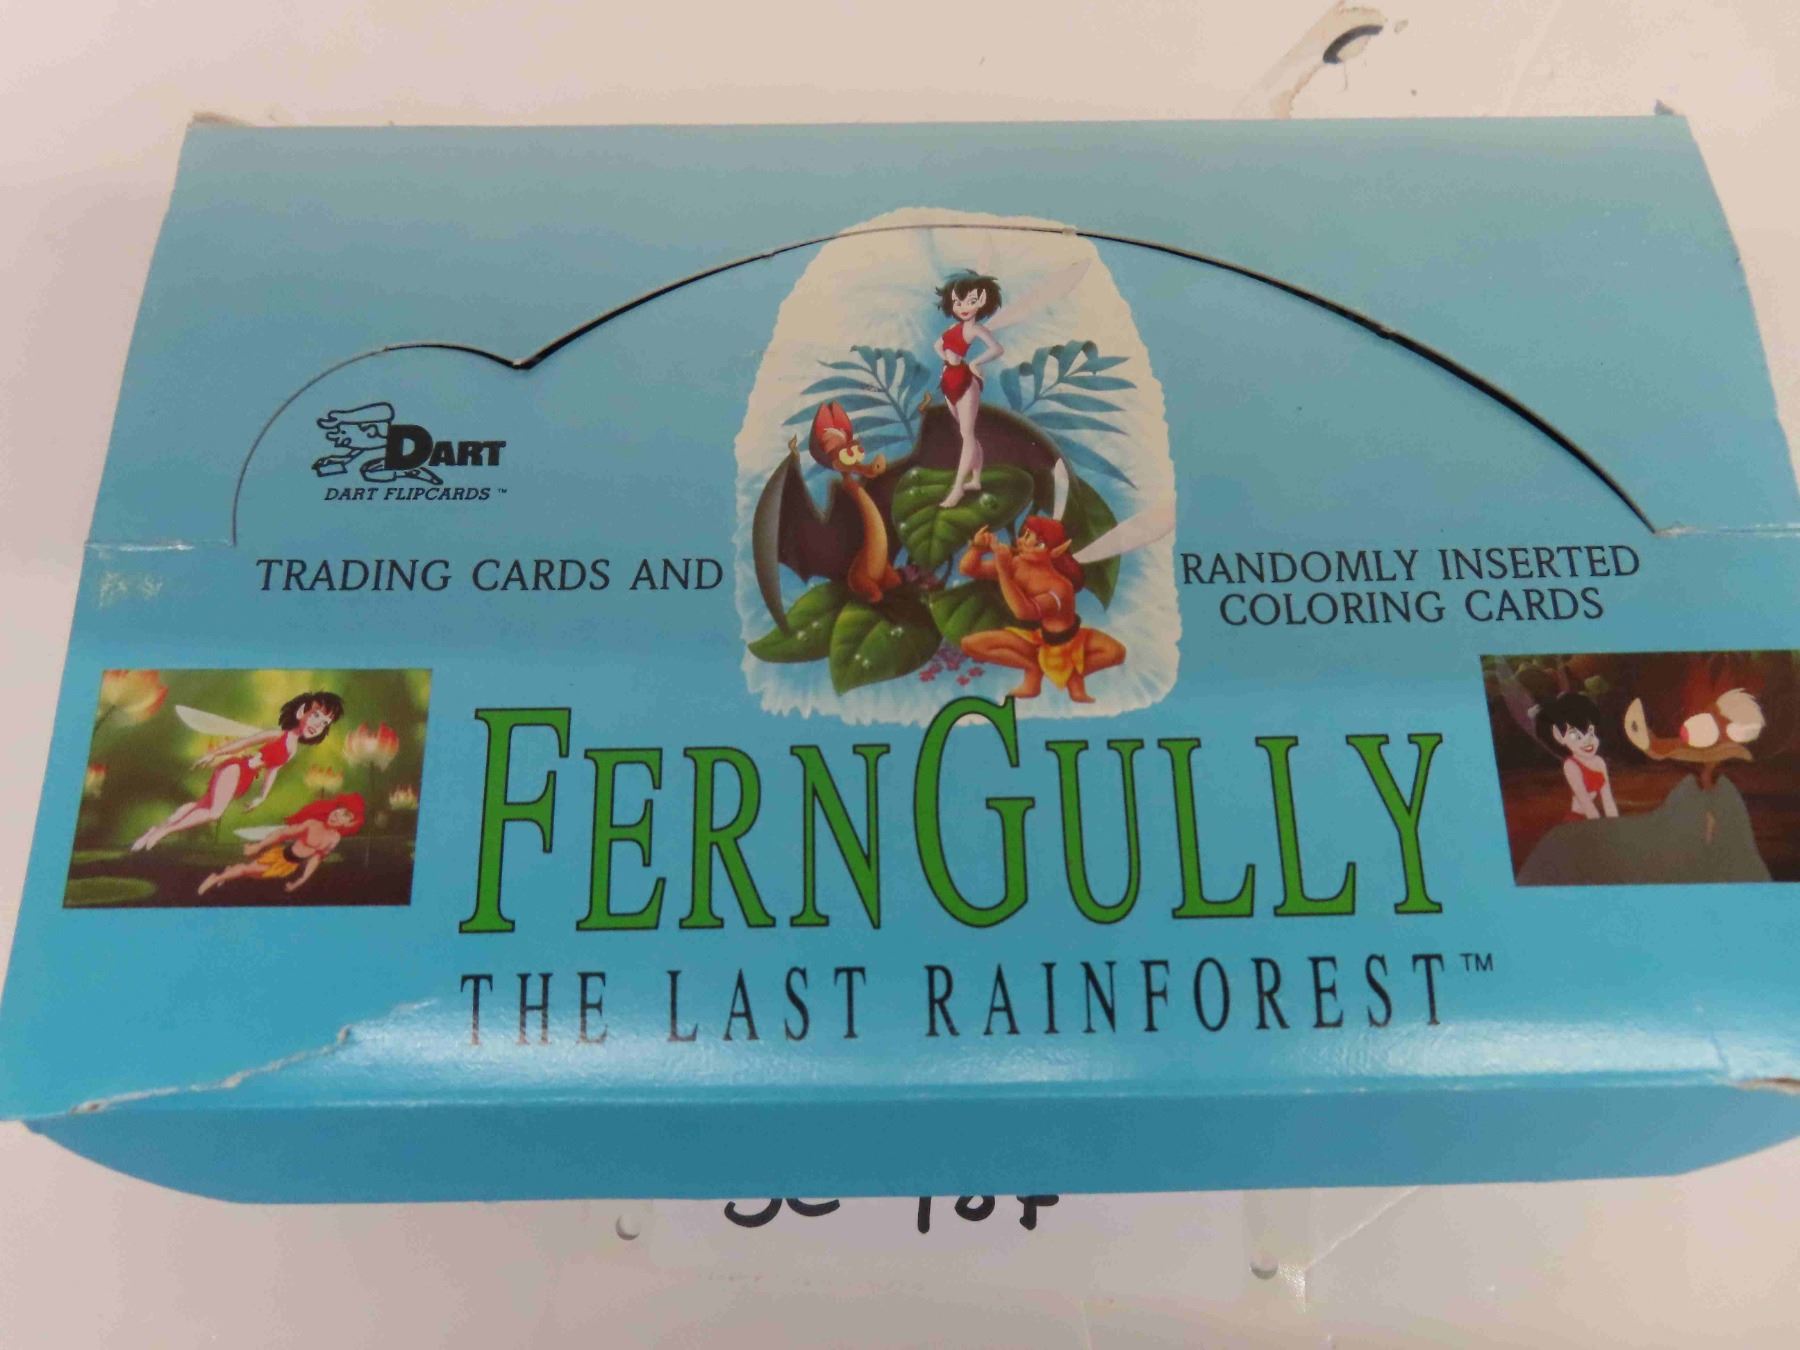 DART
DART FLIPCARDS™
TRADING CARDS AND
RANDOMLY INSERTED
COLORING CARDS
FERNGULLY
THE LAST RAINFOREST™